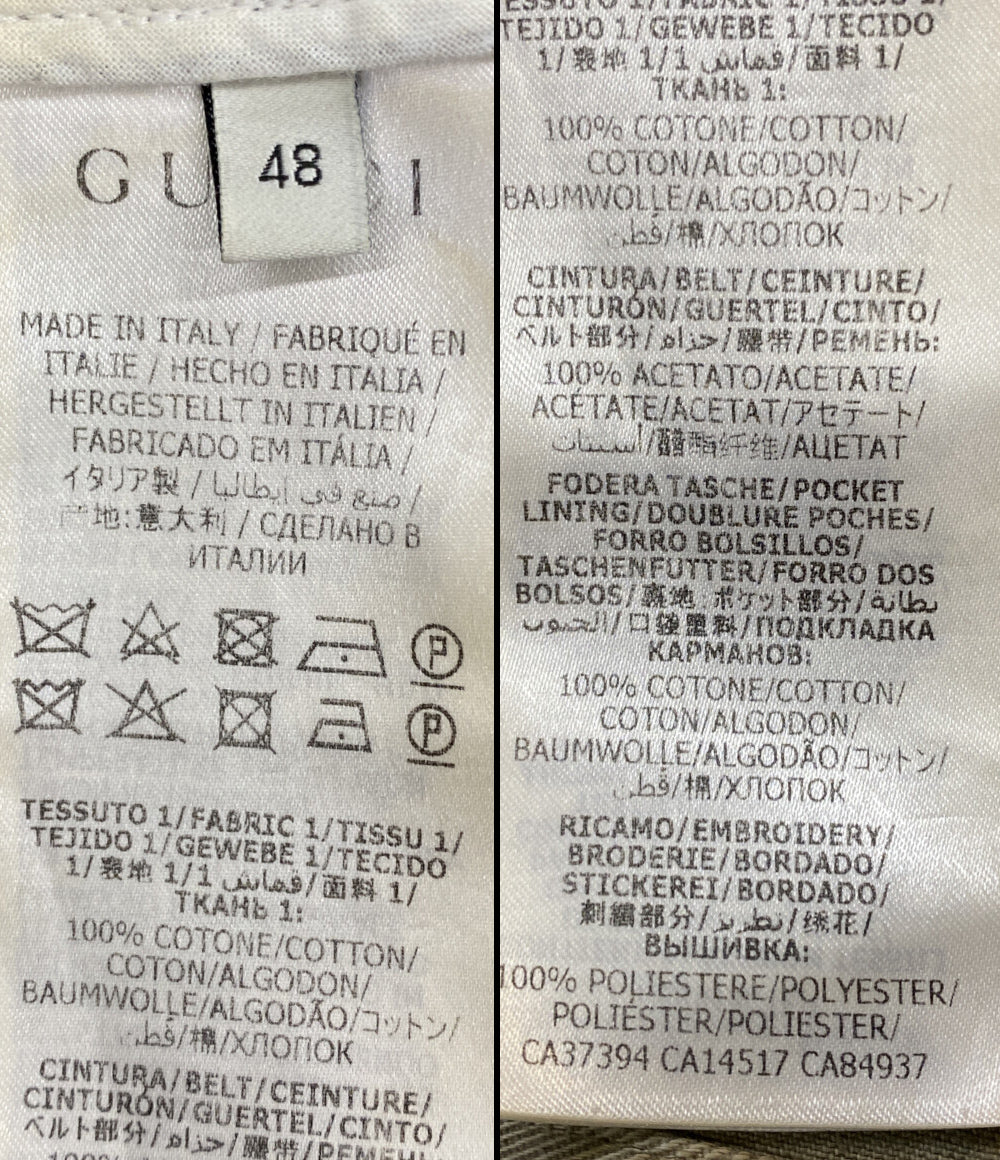 48
MADE IN ITALY / FABRIQUÉ EN
ITALIE / HECHO EN ITALIA /
HERGESTELLT IN ITALIEN /
FABRICADO EM ITÁLIA /
イタリア製 / صنع في إيطاليا /
地: 意大利 / СДЕЛАНО В
ИТАЛИИ
P
P
TESSUTO 1/FABRIC 1/TISSU 1/
TEJIDO 1/GEWEBE 1/TECIDO
1/表地 1/1 قماش/面料 1/
ТКАНЬ 1:
100% COTONE/COTTON/
COTON/ALGODON/
BAUMWOLLE/ALGODÃO/コットン/
قطن/棉/ХЛОПОК
CINTURA/BELT/CEINTURE/
CINTURÓN/GUERTEL/CINTO/
ベルト部分/حزام/腰带/РЕМЕНЬ:
ESSUTO 1/FABRIC 1/TISSU 1/
TEJIDO 1/GEWEBE 1/TECIDO
1/表地 1/1 قماش/面料 1/
ТКАНЬ 1:
100% COTONE/COTTON/
COTON/ALGODON/
BAUMWOLLE/ALGODÃO/コットン/
قطن/棉/ХЛОПОК
CINTURA/BELT/CEINTURE/
CINTURÓN/GUERTEL/CINTO/
ベルト部分/حزام/腰带/РЕМЕНЬ:
100% ACETATO/ACETATE/
ACÉTATE/ACETAT/アセテート/
أسيتات/醋酯纤维/АЦЕТАТ
FODERA TASCHE/POCKET
LINING/DOUBLURE POCHES/
FORRO BOLSILLOS/
TASCHENFUTTER/FORRO DOS
BOLSOS/裏地:ポケット部分/بطانة
الجيوب/口袋里料/ПОДКЛАДКА
КАРМАНОВ:
100% COTONE/COTTON/
COTON/ALGODON/
BAUMWOLLE/ALGODÃO/コットン/
قطن/棉/ХЛОПОК
RICAMO/EMBROIDERY/
BRODERIE/BORDADO/
STICKEREI/BORDADO/
刺繍部分/تطريز/绣花/
ВЫШИВКА:
100% POLIESTERE/POLYESTER/
POLIÉSTER/POLIESTER/
CA37394 CA14517 CA84937